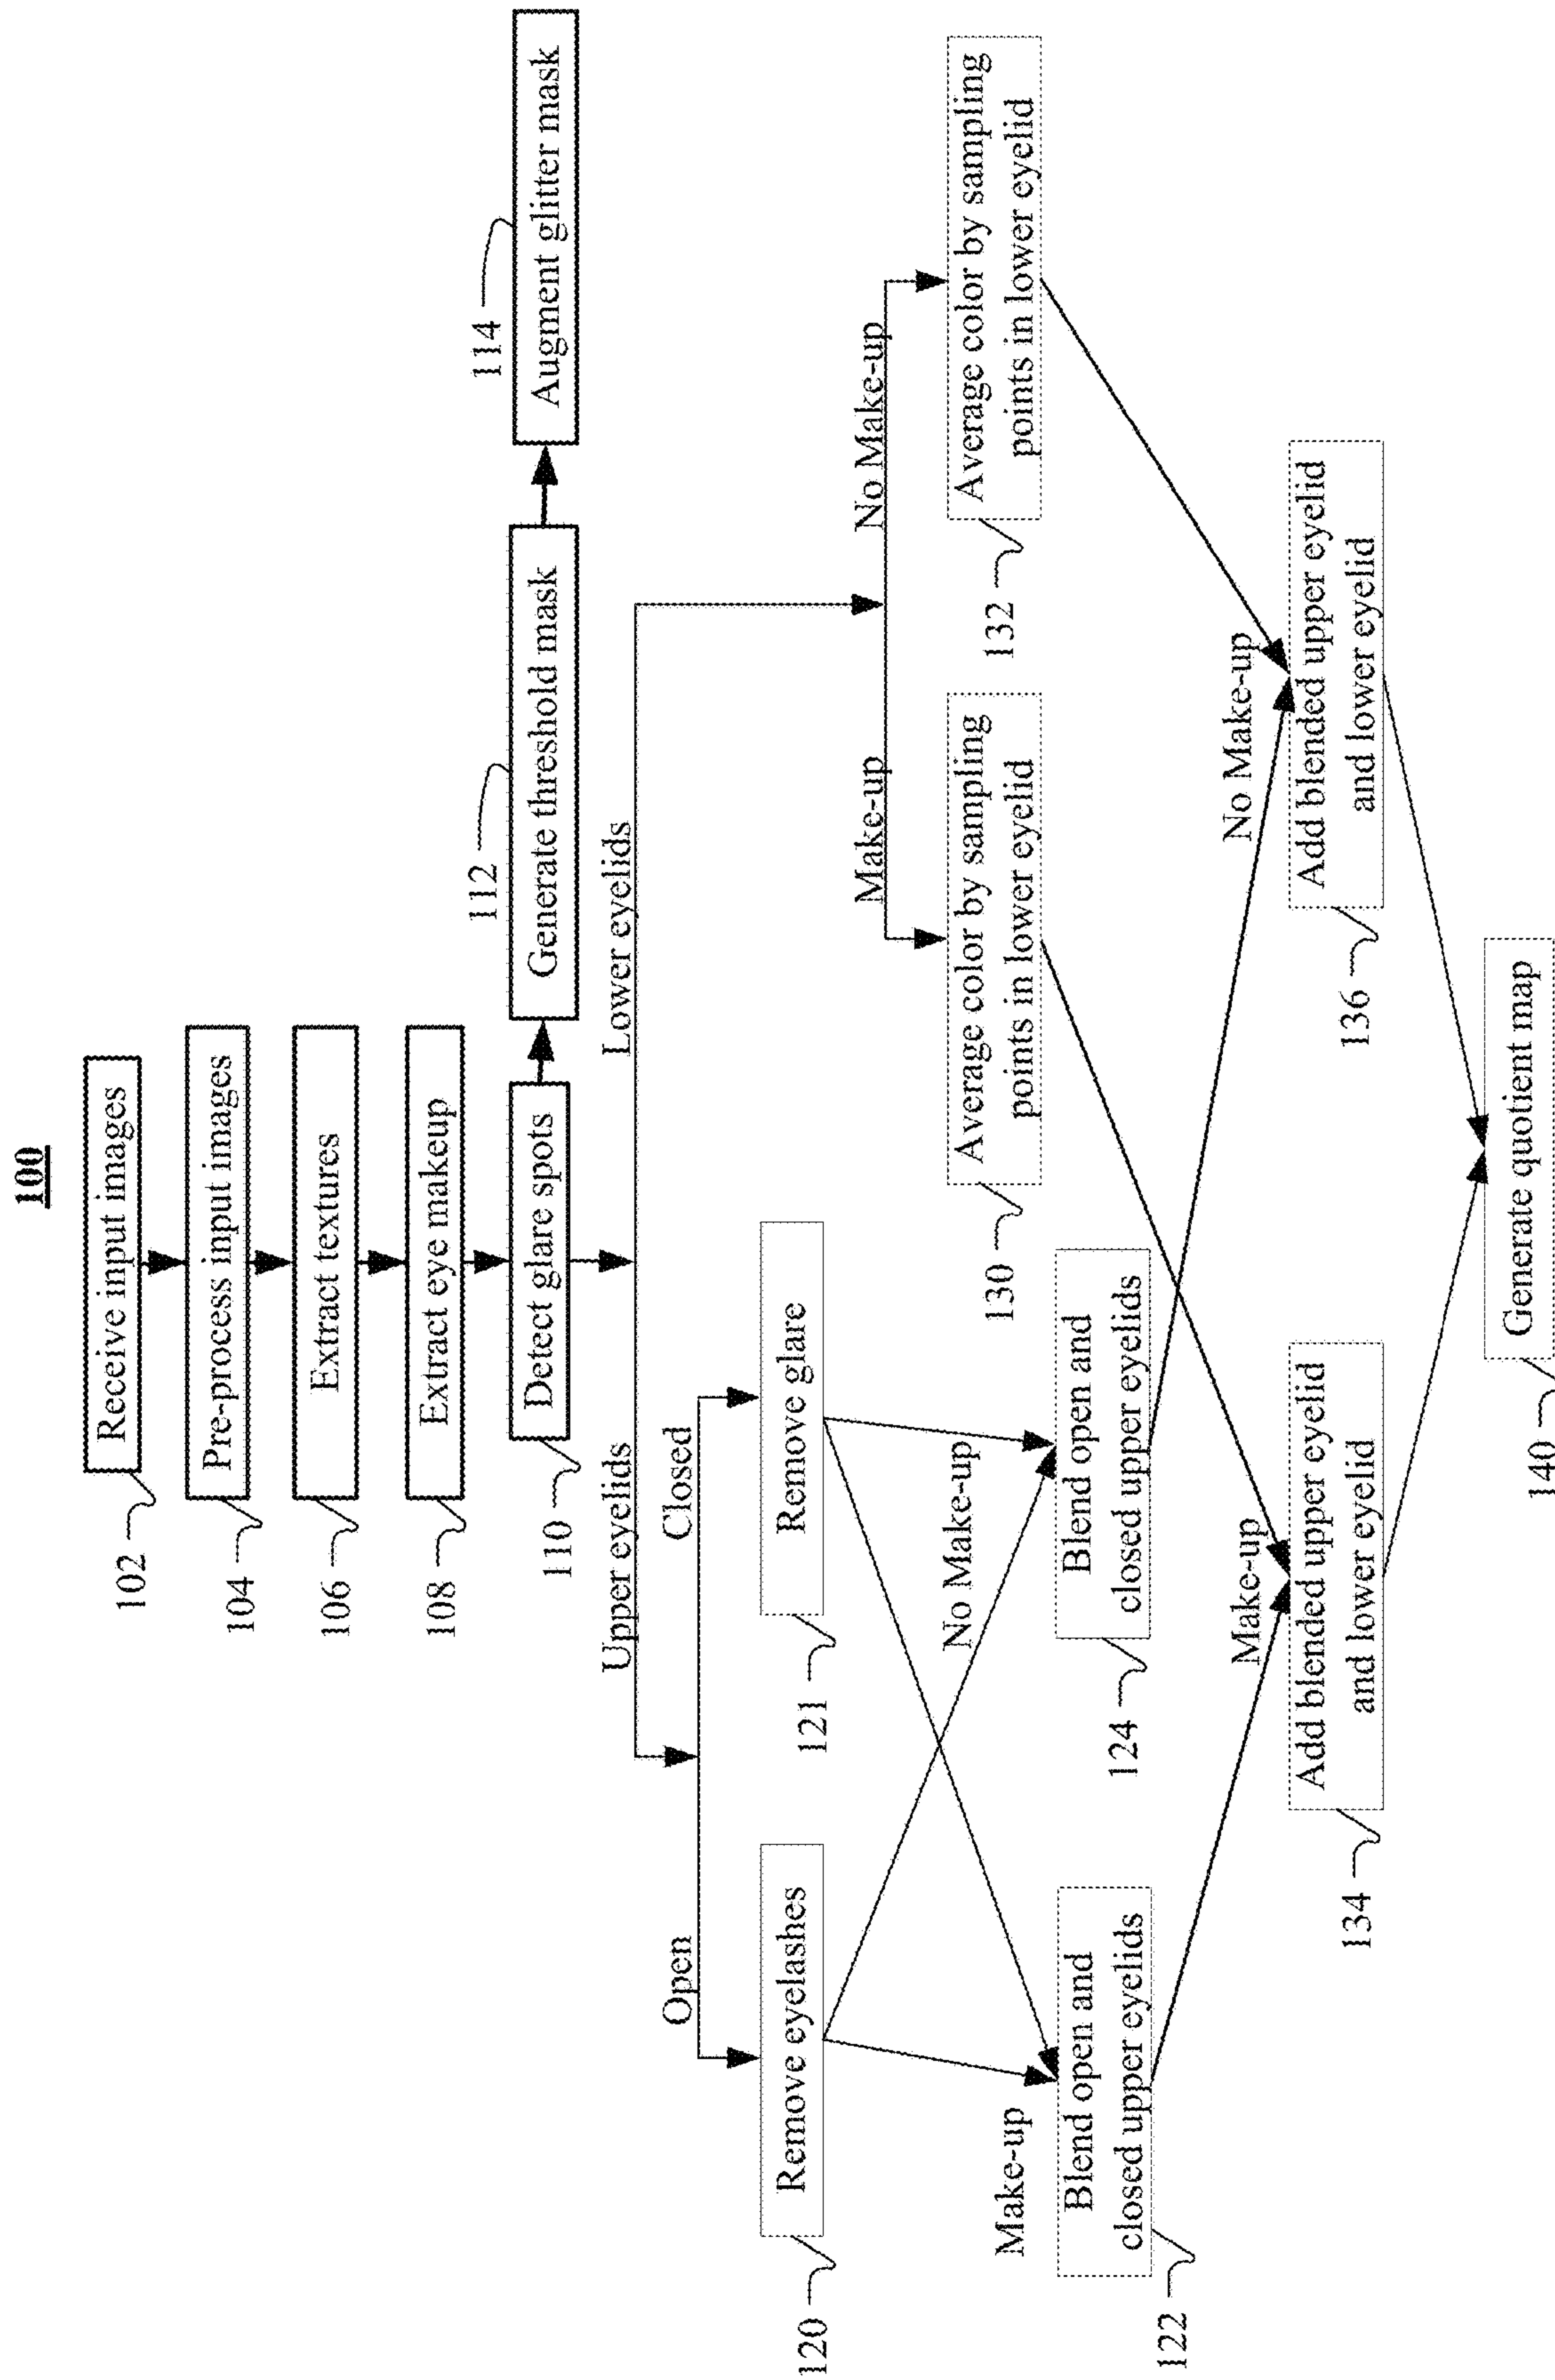 100
Receive input images
102
Pre-process input images
104
Extract textures
106
Extract eye makeup
108
Detect glare spots
110
Generate threshold mask
112
Augment glitter mask
114
Upper eyelids
Lower eyelids
Open
Closed
Remove eyelashes
120
Remove glare
121
Make-up
No Make-up
Make-up
No Make-up
Average color by sampling
points in lower eyelid
130
Average color by sampling
points in lower eyelid
132
Blend open and
closed upper eyelids
122
Blend open and
closed upper eyelids
124
Make-up
No Make-up
Add blended upper eyelid
and lower eyelid
134
Add blended upper eyelid
and lower eyelid
136
Generate quotient map
140